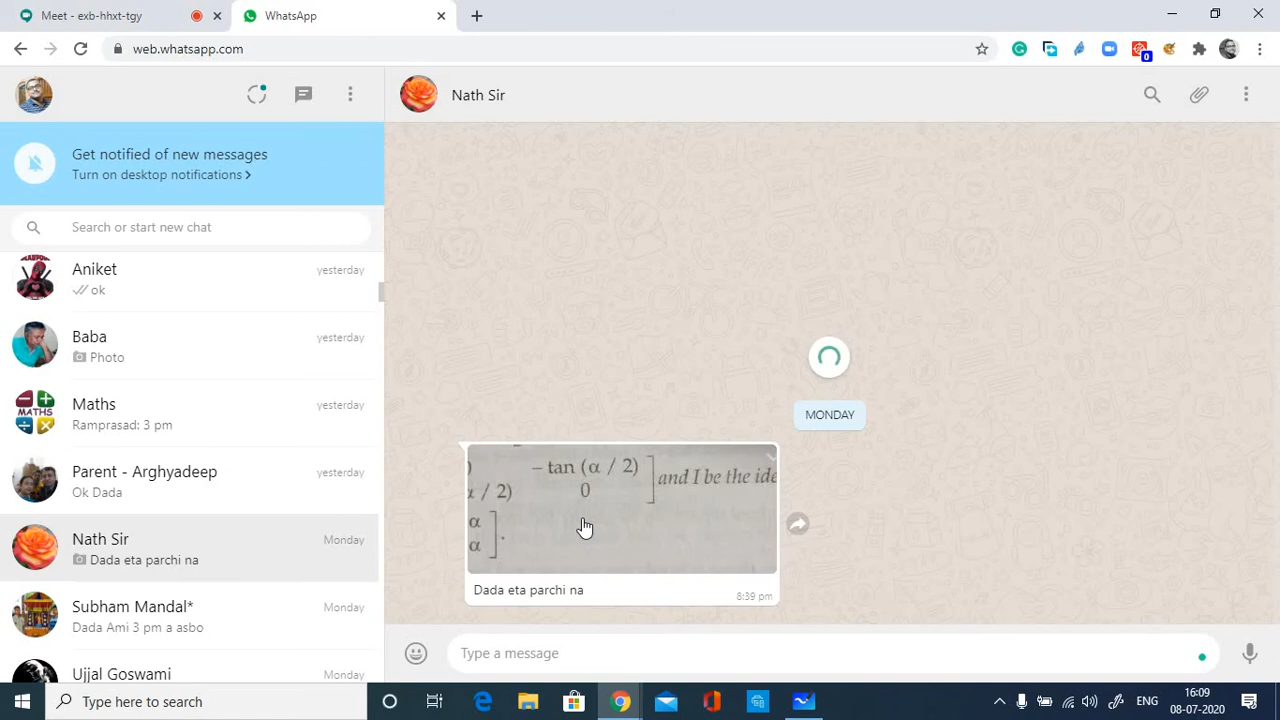 Meet - exb-hhxt-tgy
WhatsApp
web.whatsapp.com
0
Nath Sir
Get notified of new messages
Turn on desktop notifications >
Search or start new chat
Aniket
yesterday
ok
Baba
yesterday
Photo
MATHS
Maths
yesterday
Ramprasad: 3 pm
Parent - Arghyadeep
yesterday
Ok Dada
Nath Sir
Monday
Dada eta parchi na
Subham Mandal*
Monday
Dada Ami 3 pm a asbo
Ujjal Goswami
Monday
MONDAY
− tan (α / 2)
/ 2) 0 ] and I be the ide
α
α ] .
Dada eta parchi na
8:39 pm
Type a message
Type here to search
ENG
16:09
08-07-2020